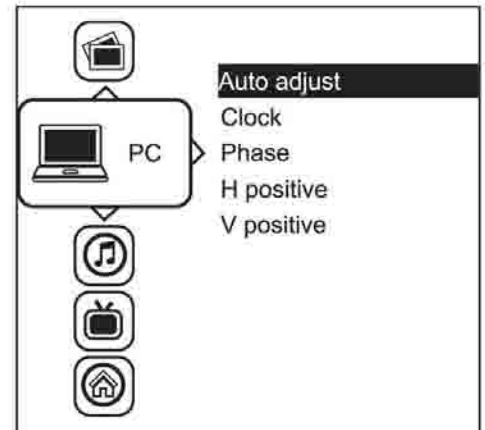 Auto adjust
Clock
PC
Phase
H positive
V positive